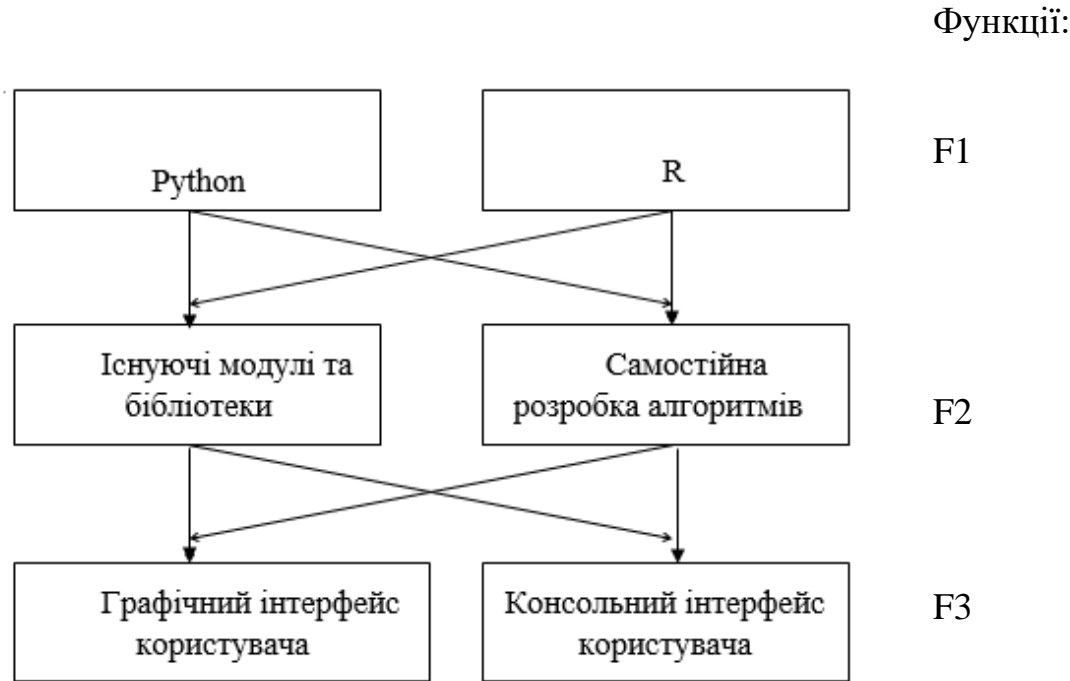 Функції:
Python
R
F1
Існуючі модулі та
бібліотеки
Самостійна
розробка алгоритмів
F2
Графічний інтерфейс
користувача
Консольний інтерфейс
користувача
F3